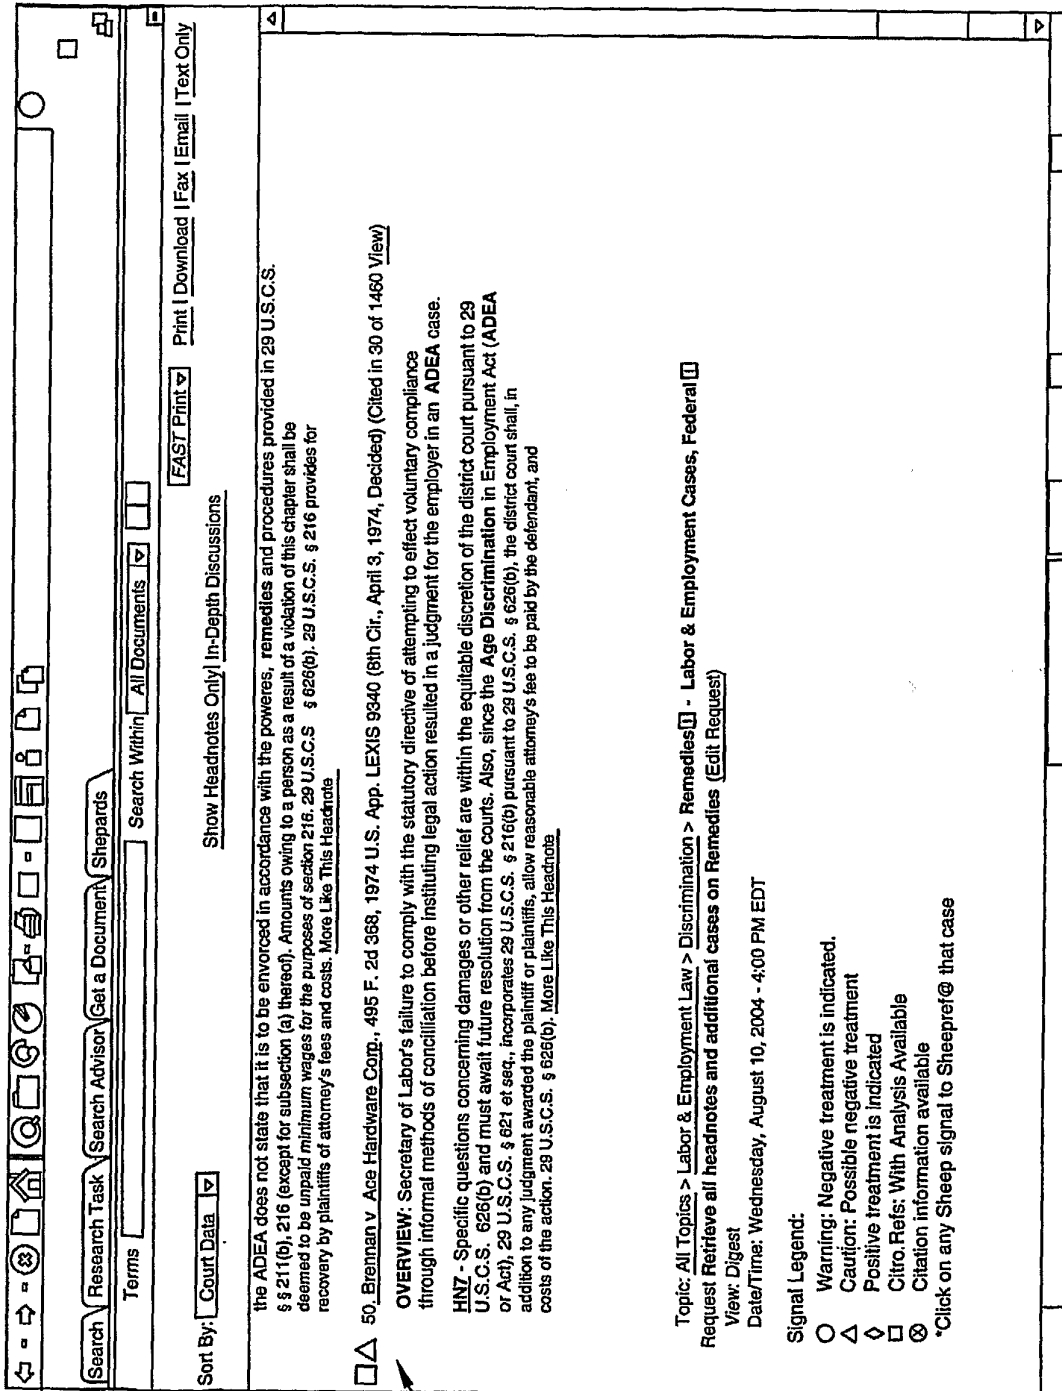 Search Research Task Search Advisor Get a Document Shepards
Terms Search Within All Documents
FAST Print Print | Download | Fax | Email | Text Only
Sort By: Court Data Show Headnotes Only| In-Depth Discussions
the ADEA does not state that it is to be envorced in accordance with the poweres, remedies and procedures provided in 29 U.S.C.S.
§ § 211(b), 216 (except for subsection (a) thereof). Amounts owing to a person as a result of a violation of this chapter shall be
deemed to be unpaid minimum wages for the purposes of section 216. 29 U.S.C.S § 626(b). 29 U.S.C.S. § 216 provides for
recovery by plaintiffs of attorney's fees and costs. More Like This Headnote
50. Brennan v. Ace Hardware Corp., 495 F. 2d 368, 1974 U.S. App. LEXIS 9340 (8th Cir., April 3, 1974, Decided) (Cited in 30 of 1460 View)
OVERVIEW: Secretary of Labor's failure to comply with the statutory directive of attempting to effect voluntary compliance
through informal methods of conciliation before instituting legal action resulted in a judgment for the employer in an ADEA case.
HN7 - Specific questions concerning damages or other relief are within the equitable discretion of the district court pursuant to 29
U.S.C.S. 626(b) and must await future resolution from the courts. Also, since the Age Discrimination in Employment Act (ADEA
or Act), 29 U.S.C.S. § 621 et seq., incorporates 29 U.S.C.S. § 216(b) pursuant to 29 U.S.C.S. § 626(b), the district court shall, in
addition to any judgment awarded the plaintiff or plaintiffs, allow reasonable attorney's fee to be paid by the defendant, and
costs of the action. 29 U.S.C.S. § 626(b). More Like This Headnote
Topic: All Topics > Labor & Employment Law > Discrimination > Remedies - Labor & Employment Cases, Federal
Request Retrieve all headnotes and additional cases on Remedies (Edit Request)
View: Digest
Date/Time: Wednesday, August 10, 2004 - 4:00 PM EDT
Signal Legend:
Warning: Negative treatment is indicated.
Caution: Possible negative treatment
Positive treatment is indicated
Citro.Refs: With Analysis Available
Citation information available
*Click on any Sheep signal to Sheepref@ that case